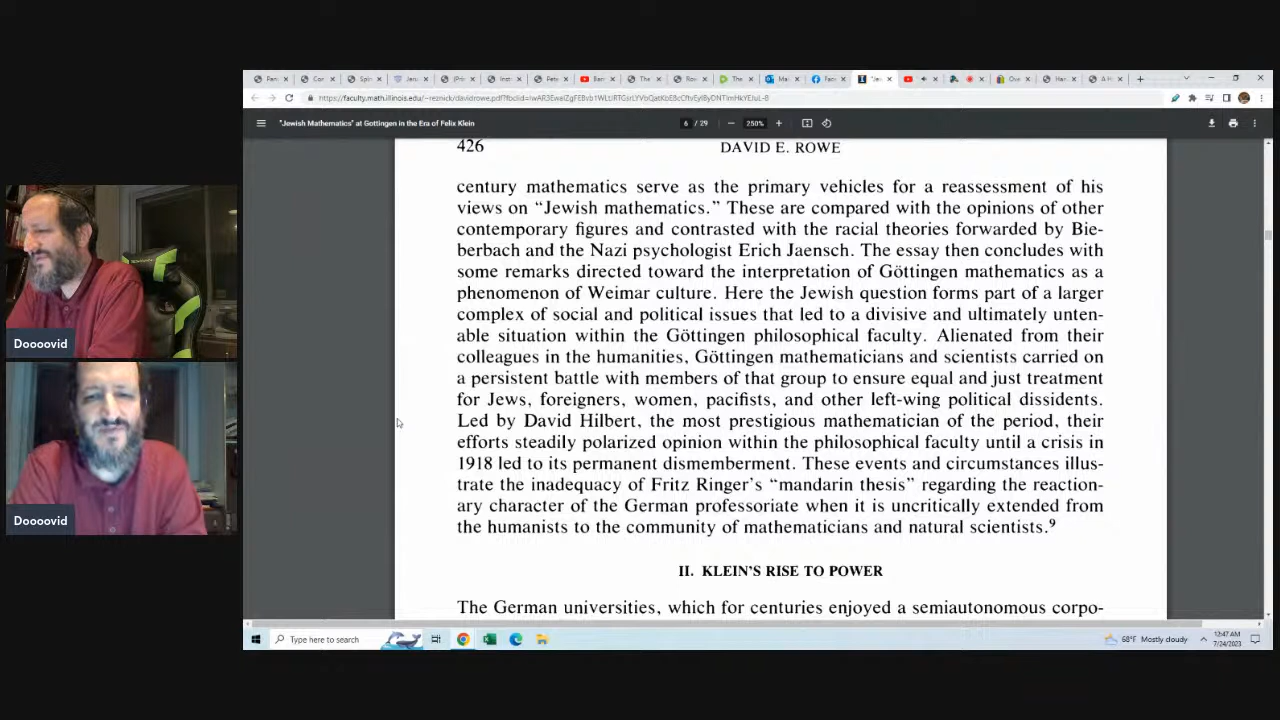 "Jewish Mathematics" at Gottingen in the Era of Felix Klein
6 / 29
250%
426
DAVID E. ROWE
century mathematics serve as the primary vehicles for a reassessment of his
views on "Jewish mathematics." These are compared with the opinions of other
contemporary figures and contrasted with the racial theories forwarded by Bie-
berbach and the Nazi psychologist Erich Jaensch. The essay then concludes with
some remarks directed toward the interpretation of Göttingen mathematics as a
phenomenon of Weimar culture. Here the Jewish question forms part of a larger
complex of social and political issues that led to a divisive and ultimately unten-
able situation within the Göttingen philosophical faculty. Alienated from their
colleagues in the humanities, Göttingen mathematicians and scientists carried on
a persistent battle with members of that group to ensure equal and just treatment
for Jews, foreigners, women, pacifists, and other left-wing political dissidents.
Led by David Hilbert, the most prestigious mathematician of the period, their
efforts steadily polarized opinion within the philosophical faculty until a crisis in
1918 led to its permanent dismemberment. These events and circumstances illus-
trate the inadequacy of Fritz Ringer's "mandarin thesis" regarding the reaction-
ary character of the German professoriate when it is uncritically extended from
the humanists to the community of mathematicians and natural scientists.⁹
II. KLEIN'S RISE TO POWER
The German universities, which for centuries enjoyed a semiautonomous corpo-
Doooovid
Doooovid
Type here to search
68°F Mostly cloudy
12:47 AM
7/24/2023